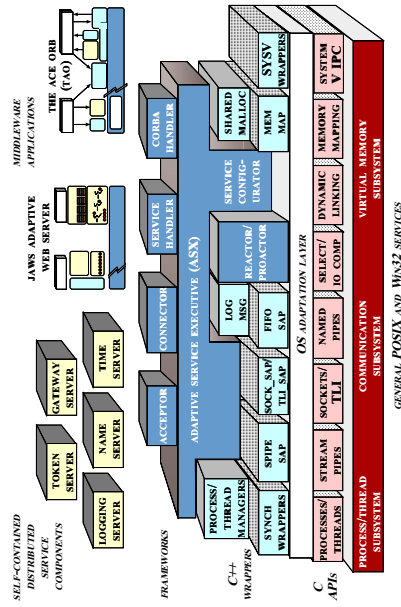 SELF-CONTAINED
DISTRIBUTED
SERVICE
COMPONENTS
TOKEN
SERVER
GATEWAY
SERVER
LOGGING
SERVER
NAME
SERVER
TIME
SERVER
MIDDLEWARE
APPLICATIONS
JAWS ADAPTIVE
WEB SERVER
THE ACE ORB
(TAO)
FRAMEWORKS
ACCEPTOR
CONNECTOR
SERVICE
HANDLER
CORBA
HANDLER
ADAPTIVE SERVICE EXECUTIVE (ASX)
C++
WRAPPERS
PROCESS/
THREAD
MANAGERS
LOG
MSG
REACTOR/
PROACTOR
SERVICE
CONFIG-
URATOR
SHARED
MALLOC
SYNCH
WRAPPERS
SPIPE
SAP
SOCK_SAP/
TLI SAP
FIFO
SAP
MEM
MAP
SYSV
WRAPPERS
OS ADAPTATION LAYER
C
APIS
PROCESSES/
THREADS
STREAM
PIPES
SOCKETS/
TLI
NAMED
PIPES
SELECT/
IO COMP
DYNAMIC
LINKING
MEMORY
MAPPING
SYSTEM
V IPC
PROCESS/THREAD
SUBSYSTEM
COMMUNICATION
SUBSYSTEM
VIRTUAL MEMORY
SUBSYSTEM
GENERAL POSIX AND WIN32 SERVICES